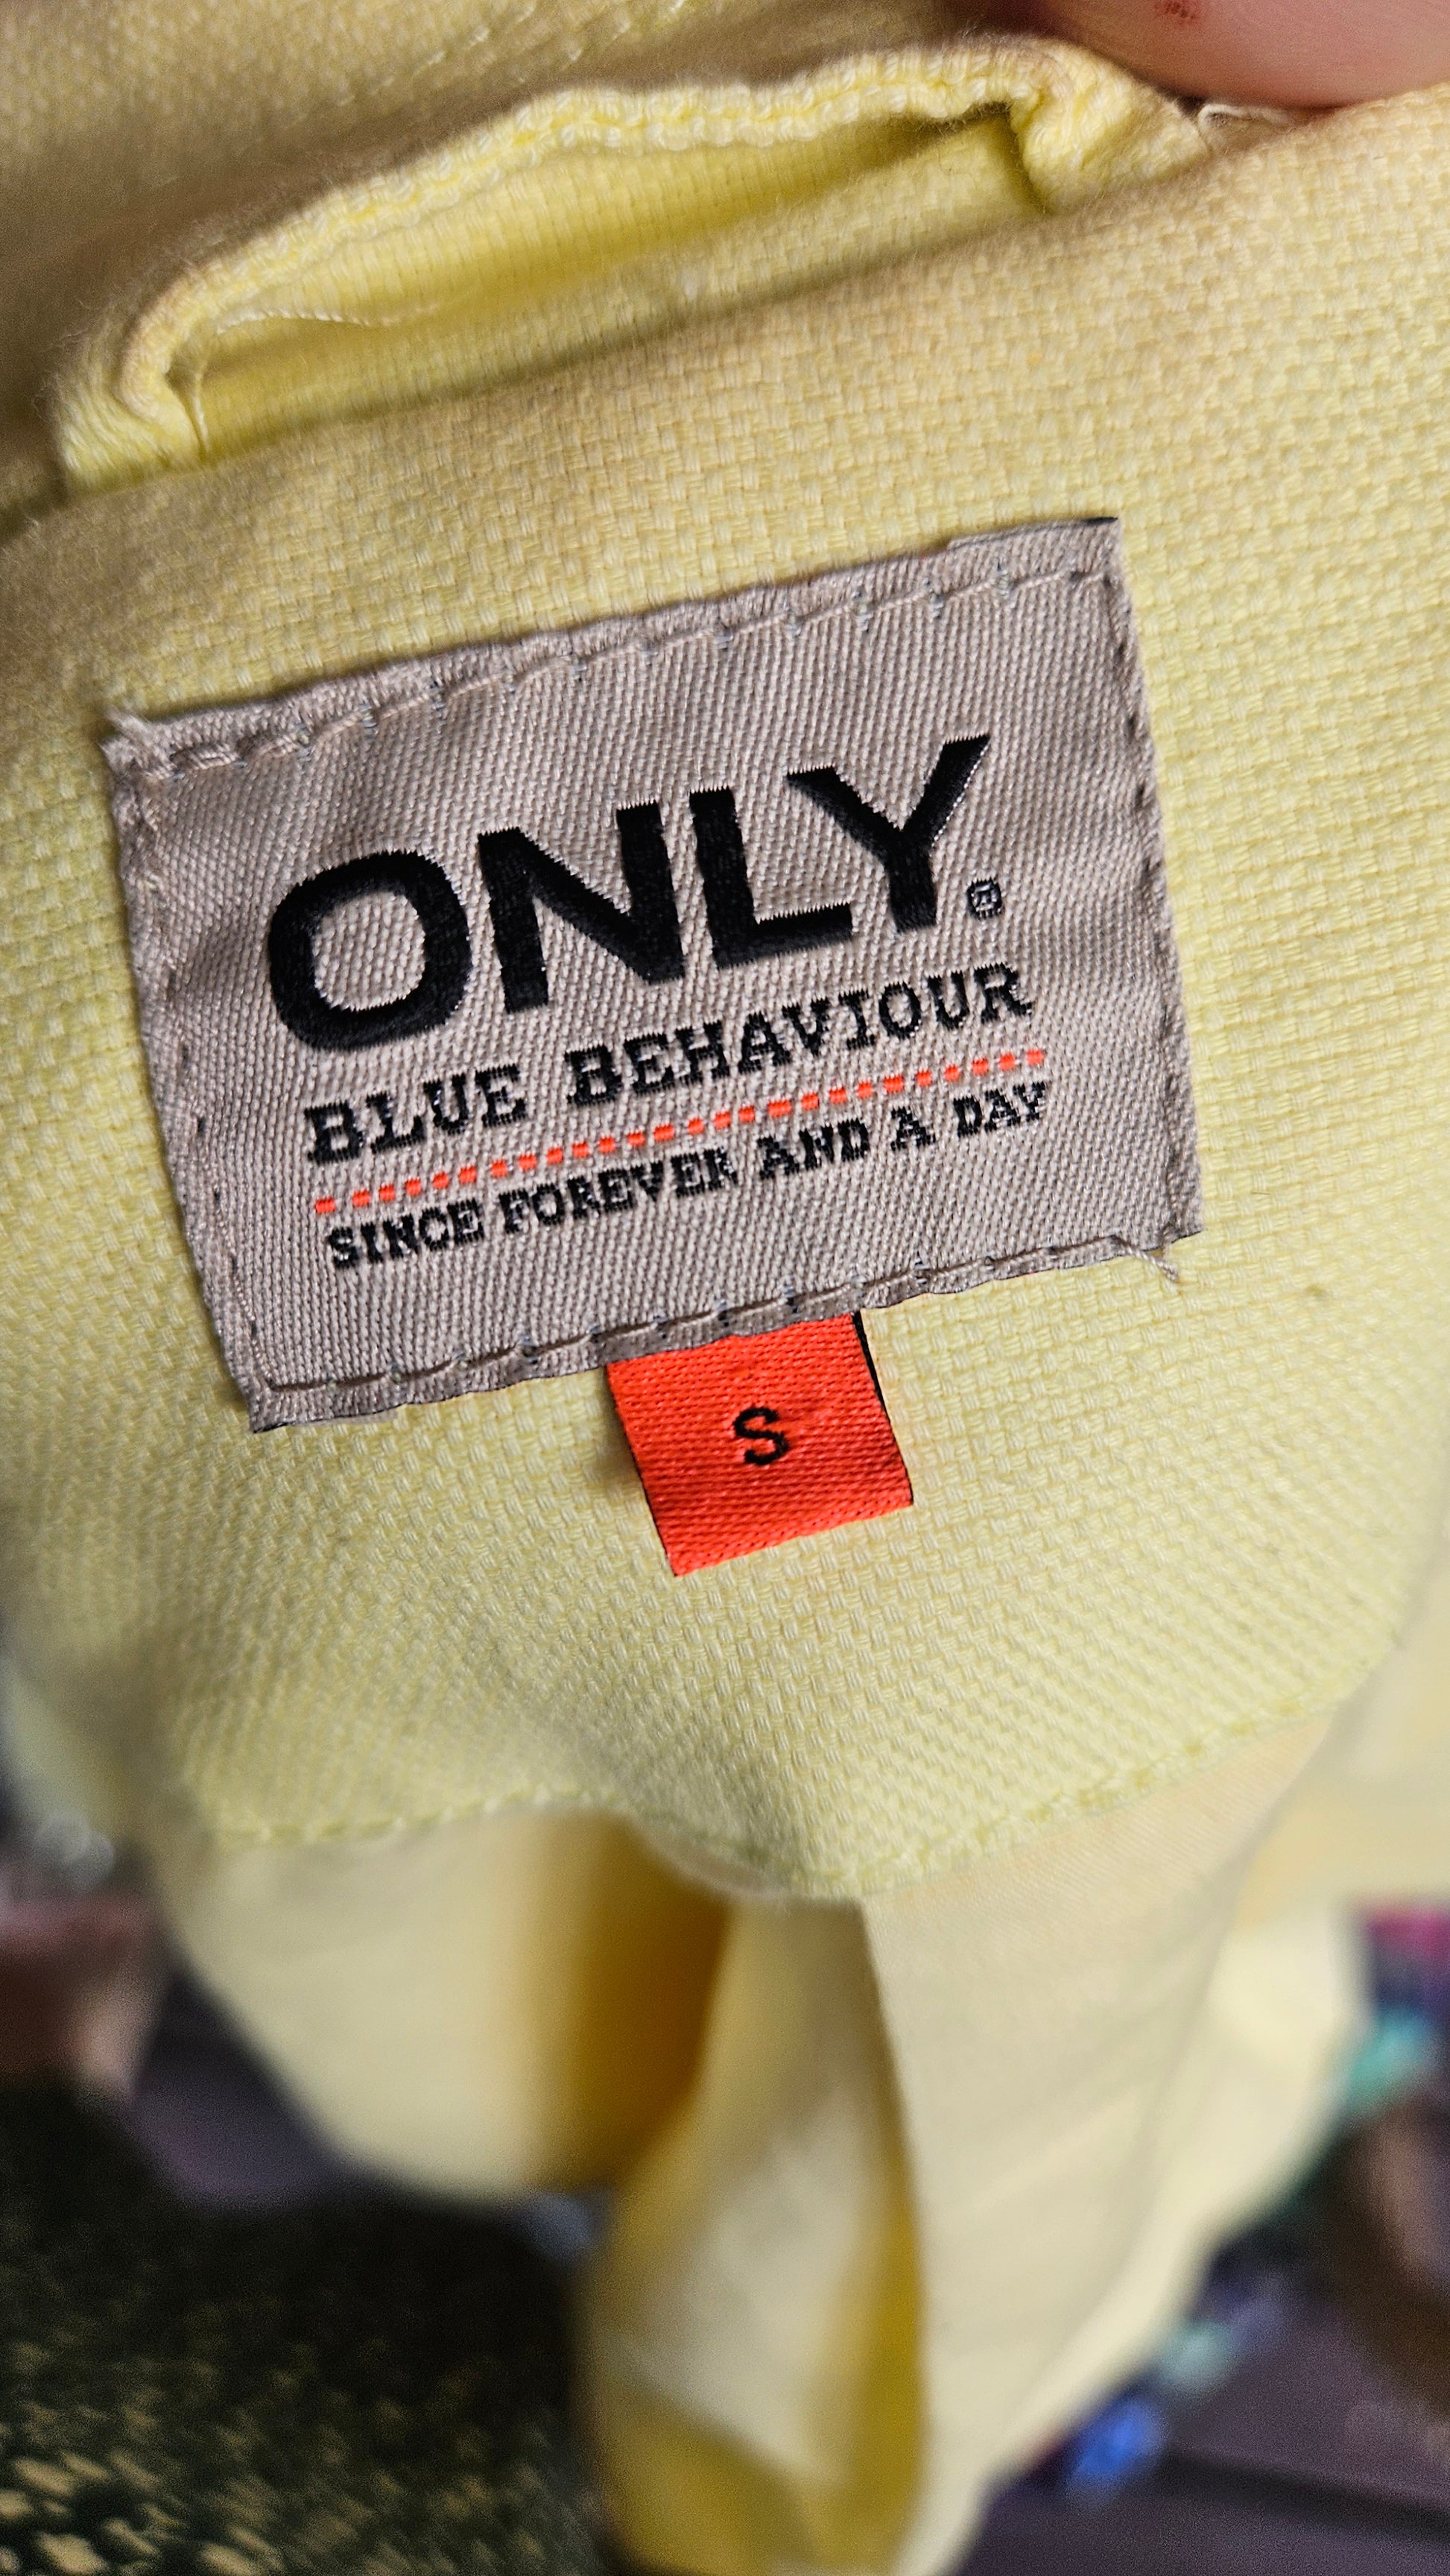 ONLY®
BLUE BEHAVIOUR
SINCE FOREVER AND A DAY
S